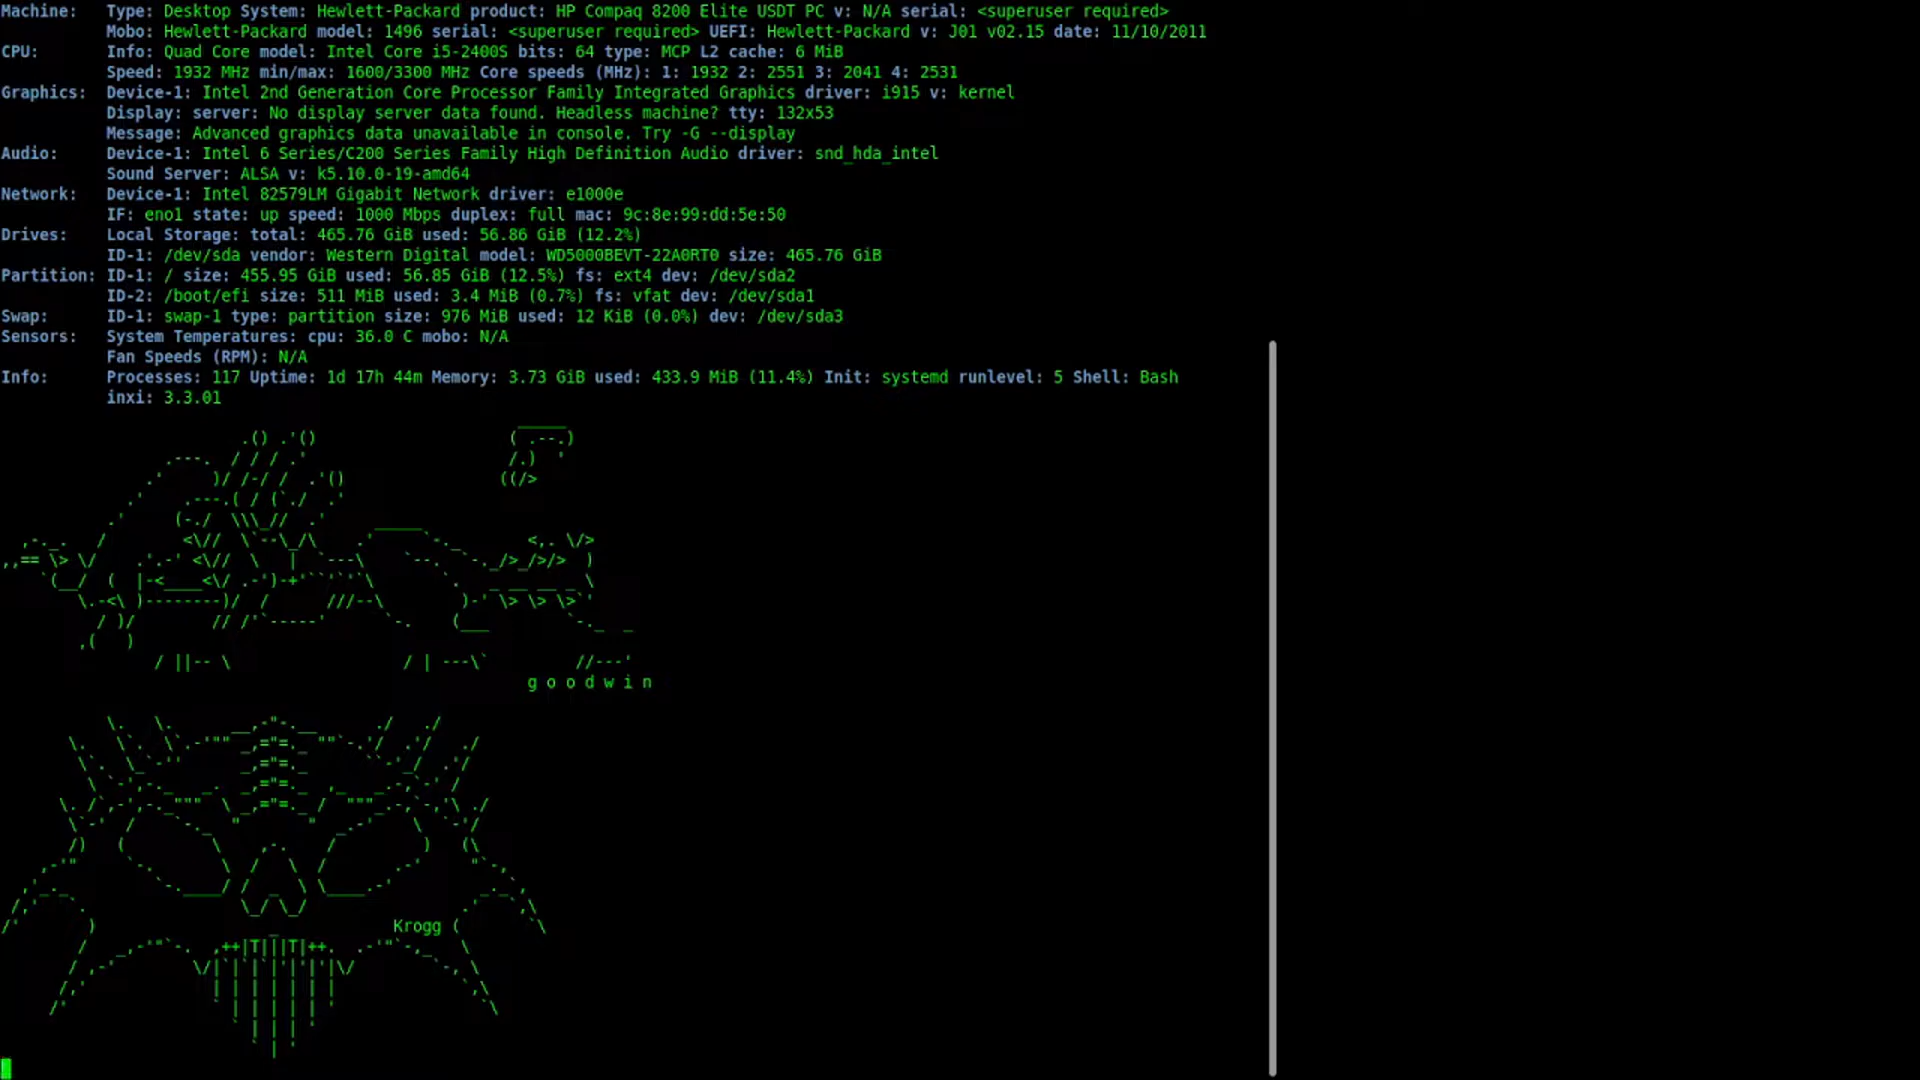 Machine: Type: Desktop System: Hewlett-Packard product: HP Compaq 8200 Elite USDT PC v: N/A serial: <superuser required>
Mobo: Hewlett-Packard model: 1496 serial: <superuser required> UEFI: Hewlett-Packard v: J01 v02.15 date: 11/10/2011
CPU: Info: Quad Core model: Intel Core i5-2400S bits: 64 type: MCP L2 cache: 6 MiB
Speed: 1932 MHz min/max: 1600/3300 MHz Core speeds (MHz): 1: 1932 2: 2551 3: 2041 4: 2531
Graphics: Device-1: Intel 2nd Generation Core Processor Family Integrated Graphics driver: i915 v: kernel
Display: server: No display server data found. Headless machine? tty: 132x53
Message: Advanced graphics data unavailable in console. Try -G --display
Audio: Device-1: Intel 6 Series/C200 Series Family High Definition Audio driver: snd_hda_intel
Sound Server: ALSA v: k5.10.0-19-amd64
Network: Device-1: Intel 82579LM Gigabit Network driver: e1000e
IF: eno1 state: up speed: 1000 Mbps duplex: full mac: 9c:8e:99:dd:5e:50
Drives: Local Storage: total: 465.76 GiB used: 56.86 GiB (12.2%)
ID-1: /dev/sda vendor: Western Digital model: WD5000BEVT-22A0RT0 size: 465.76 GiB
Partition: ID-1: / size: 455.95 GiB used: 56.85 GiB (12.5%) fs: ext4 dev: /dev/sda2
ID-2: /boot/efi size: 511 MiB used: 3.4 MiB (0.7%) fs: vfat dev: /dev/sda1
Swap: ID-1: swap-1 type: partition size: 976 MiB used: 12 KiB (0.0%) dev: /dev/sda3
Sensors: System Temperatures: cpu: 36.0 C mobo: N/A
Fan Speeds (RPM): N/A
Info: Processes: 117 Uptime: 1d 17h 44m Memory: 3.73 GiB used: 433.9 MiB (11.4%) Init: systemd runlevel: 5 Shell: Bash
inxi: 3.3.01
g o o d w i n
Krogg